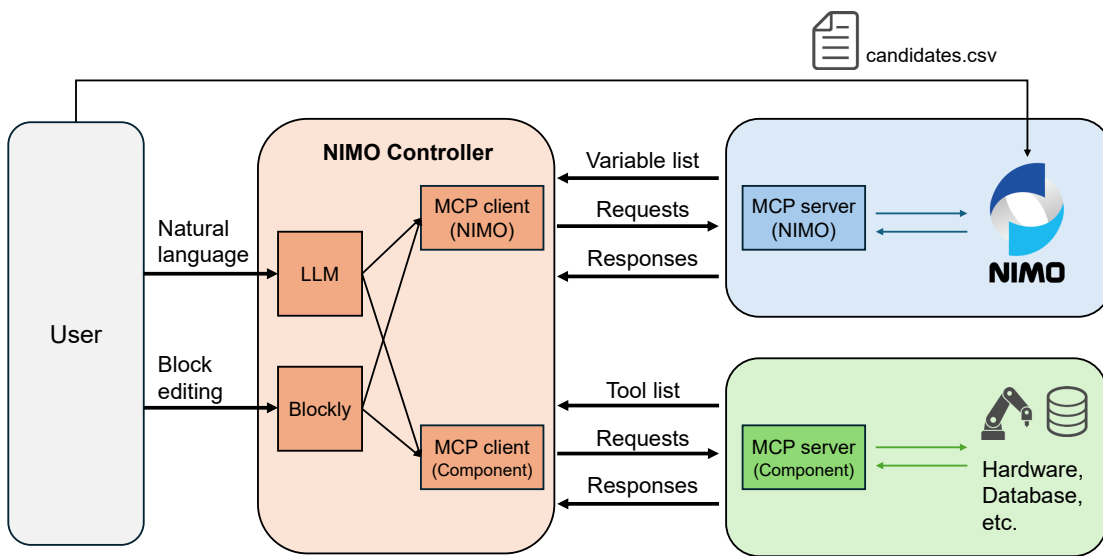 candidates.csv
User
Natural
language
Block
editing
NIMO Controller
LLM
Blockly
MCP client
(NIMO)
MCP client
(Component)
Variable list
Requests
Responses
Tool list
Requests
Responses
MCP server
(NIMO)
NIMO
MCP server
(Component)
Hardware,
Database,
etc.